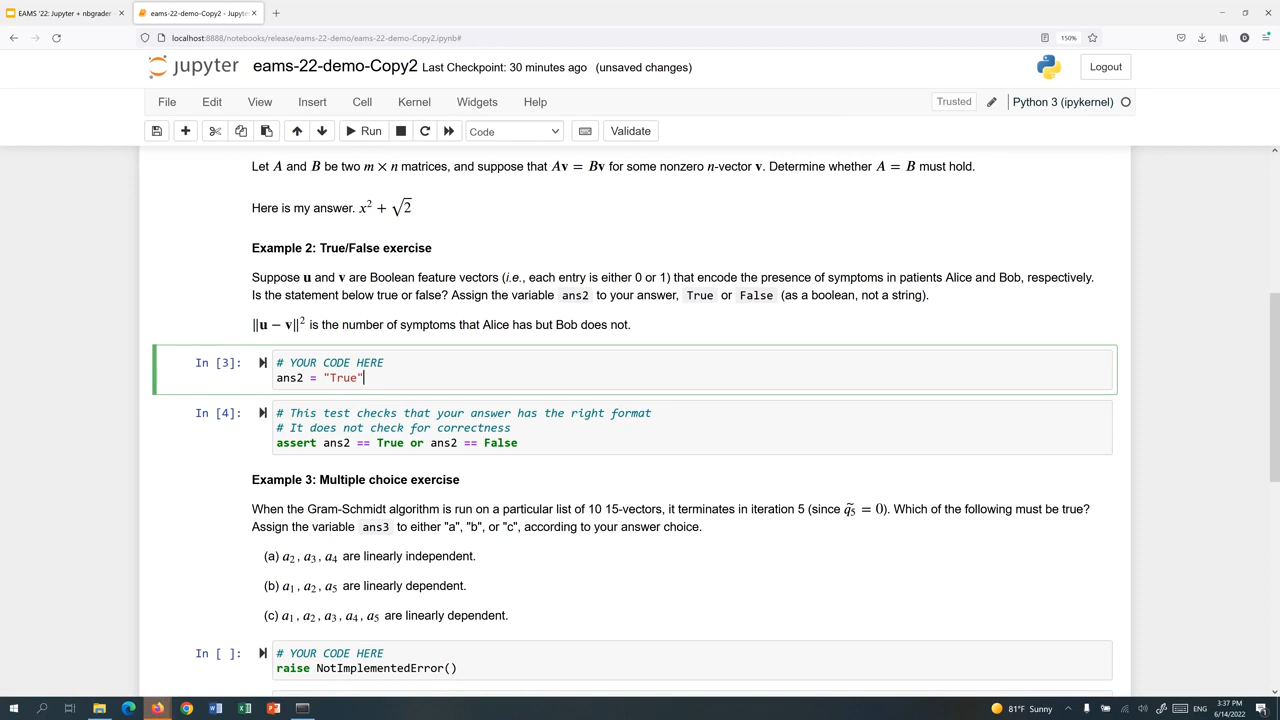 EAMS '22: Jupyter + nbgrader
eams-22-demo-Copy2 - Jupyte
localhost:8888/notebooks/release/eams-22-demo/eams-22-demo-Copy2.ipynb#
150%
jupyter eams-22-demo-Copy2 Last Checkpoint: 30 minutes ago (unsaved changes)
Logout
File Edit View Insert Cell Kernel Widgets Help
Trusted Python 3 (ipykernel)
Run Code Validate
Let A and B be two m × n matrices, and suppose that Av = Bv for some nonzero n-vector v. Determine whether A = B must hold.
Here is my answer. x² + √2
Example 2: True/False exercise
Suppose u and v are Boolean feature vectors (i.e., each entry is either 0 or 1) that encode the presence of symptoms in patients Alice and Bob, respectively.
Is the statement below true or false? Assign the variable ans2 to your answer, True or False (as a boolean, not a string).
‖u − v‖² is the number of symptoms that Alice has but Bob does not.
In [3]: # YOUR CODE HERE
ans2 = "True"
In [4]: # This test checks that your answer has the right format
# It does not check for correctness
assert ans2 == True or ans2 == False
Example 3: Multiple choice exercise
When the Gram-Schmidt algorithm is run on a particular list of 10 15-vectors, it terminates in iteration 5 (since q̃₅ = 0). Which of the following must be true?
Assign the variable ans3 to either "a", "b", or "c", according to your answer choice.
(a) a₂, a₃, a₄ are linearly independent.
(b) a₁, a₂, a₅ are linearly dependent.
(c) a₁, a₂, a₃, a₄, a₅ are linearly dependent.
In [ ]: # YOUR CODE HERE
raise NotImplementedError()
81°F Sunny
ENG
3:37 PM
6/14/2022